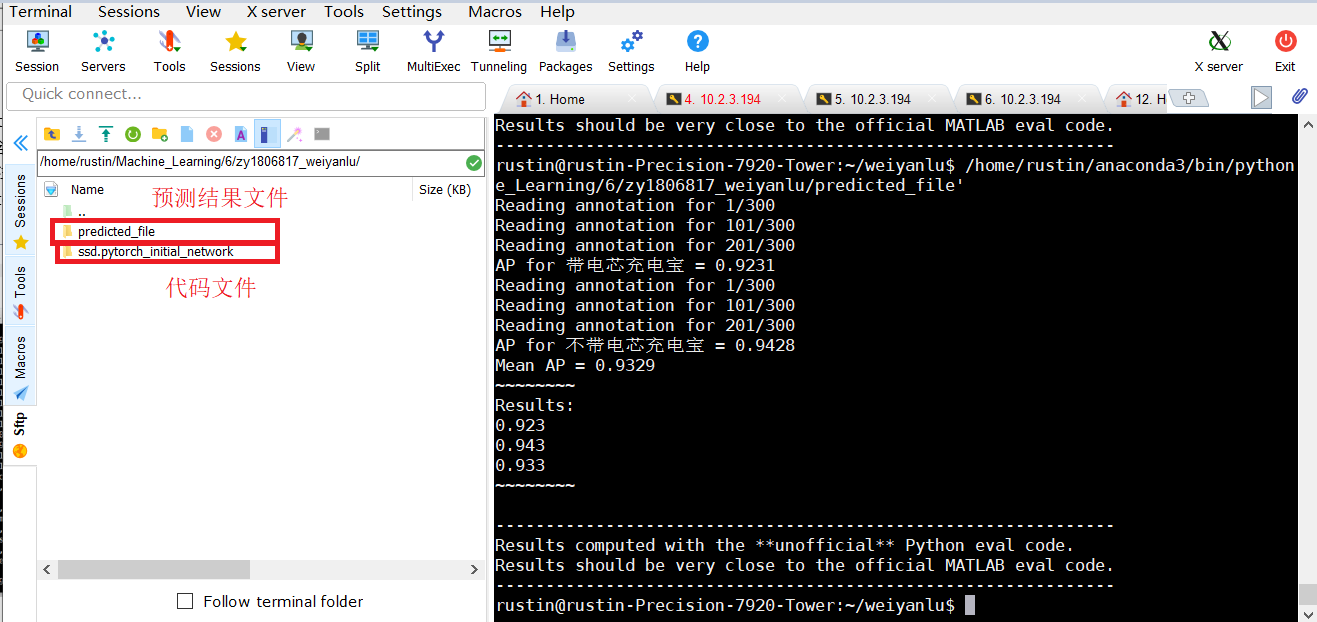 Terminal Sessions View X server Tools Settings Macros Help
Session Servers Tools Sessions View Split MultiExec Tunneling Packages Settings Help X server Exit
Quick connect...
1. Home 4. 10.2.3.194 5. 10.2.3.194 6. 10.2.3.194 12. H
/home/rustin/Machine_Learning/6/zy1806817_weiyanlu/
Name Size (KB)
预测结果文件
..
predicted_file
ssd.pytorch_initial_network
代码文件
Sessions
Tools
Macros
Sftp
Follow terminal folder
Results should be very close to the official MATLAB eval code.
--------------------------------------------------------------
rustin@rustin-Precision-7920-Tower:~/weiyanlu$ /home/rustin/anaconda3/bin/python
e_Learning/6/zy1806817_weiyanlu/predicted_file'
Reading annotation for 1/300
Reading annotation for 101/300
Reading annotation for 201/300
AP for 带电芯充电宝 = 0.9231
Reading annotation for 1/300
Reading annotation for 101/300
Reading annotation for 201/300
AP for 不带电芯充电宝 = 0.9428
Mean AP = 0.9329
~~~~~~~~
Results:
0.923
0.943
0.933
~~~~~~~~
--------------------------------------------------------------
Results computed with the **unofficial** Python eval code.
Results should be very close to the official MATLAB eval code.
--------------------------------------------------------------
rustin@rustin-Precision-7920-Tower:~/weiyanlu$